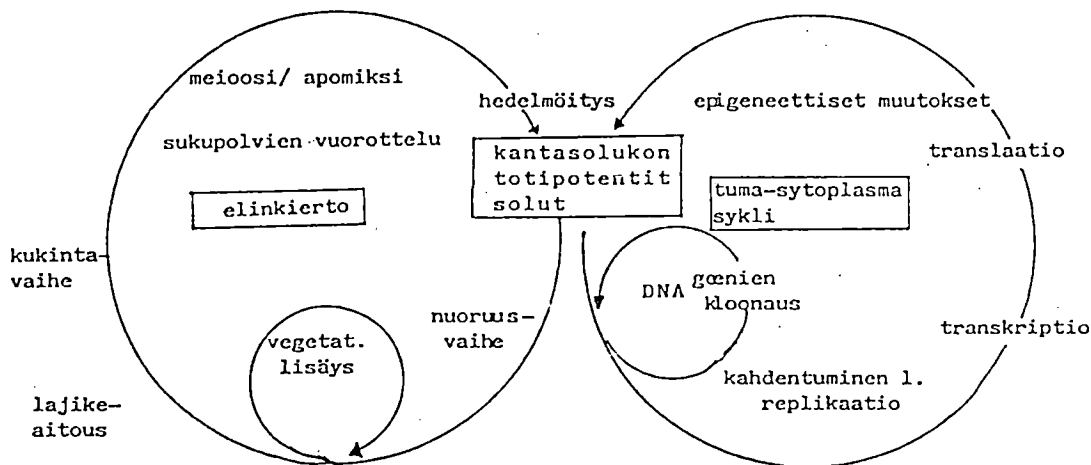 meioosi/ apomiksi
hedelmöitys
epigeneettiset muutokset
sukupolvien vuorottelu
kantasolukon
totipotentit
solut
translaatio
elinkierto
tuma-sytoplasma
sykli
kukinta-
vaihe
DNA
geenien
kloonaus
nuoruus-
vaihe
vegetat.
lisäys
transkriptio
kahdentuminen l.
replikaatio
lajike-
aitous